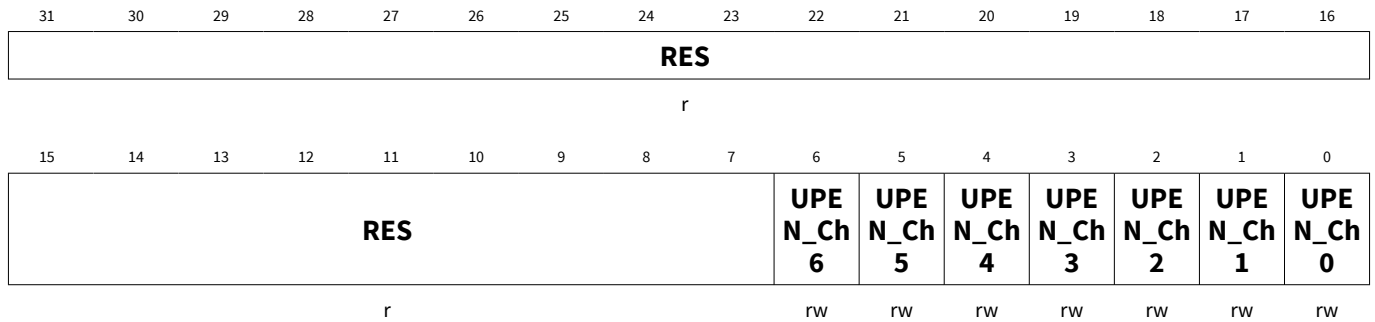 31 30 29 28 27 26 25 24 23 22 21 20 19 18 17 16
RES
r
15 14 13 12 11 10 9 8 7 6 5 4 3 2 1 0
UPE UPE UPE UPE UPE UPE UPE
RES N_Ch N_Ch N_Ch N_Ch N_Ch N_Ch N_Ch
6 5 4 3 2 1 0
r rw rw rw rw rw rw rw